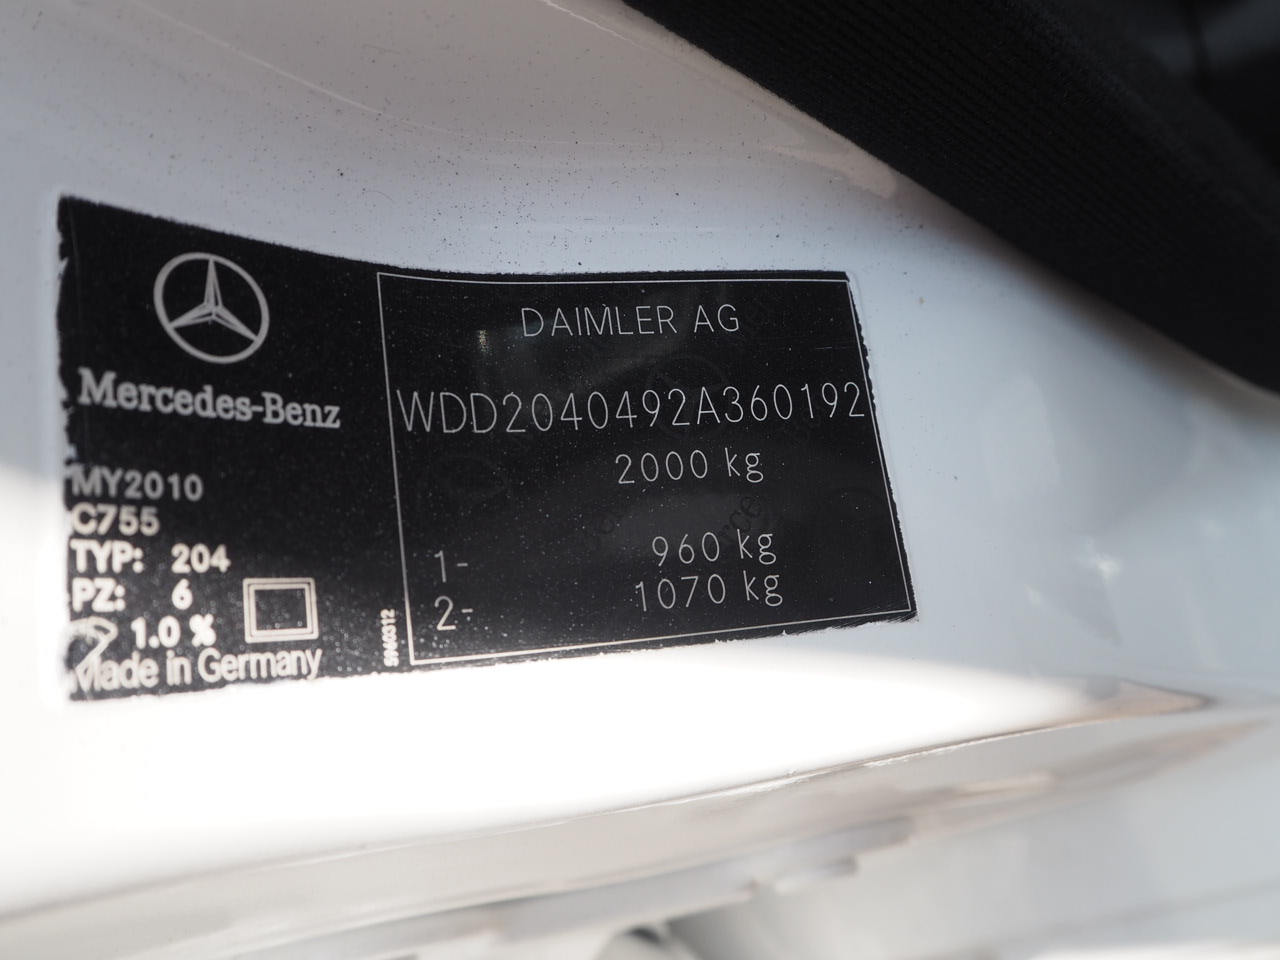 Mercedes-Benz
MY2010
C755
TYP: 204
PZ: 6
1.0 %
Made in Germany
5060312
DAIMLER AG
WDD2040492A360192
2000 kg
1- 960 kg
2- 1070 kg